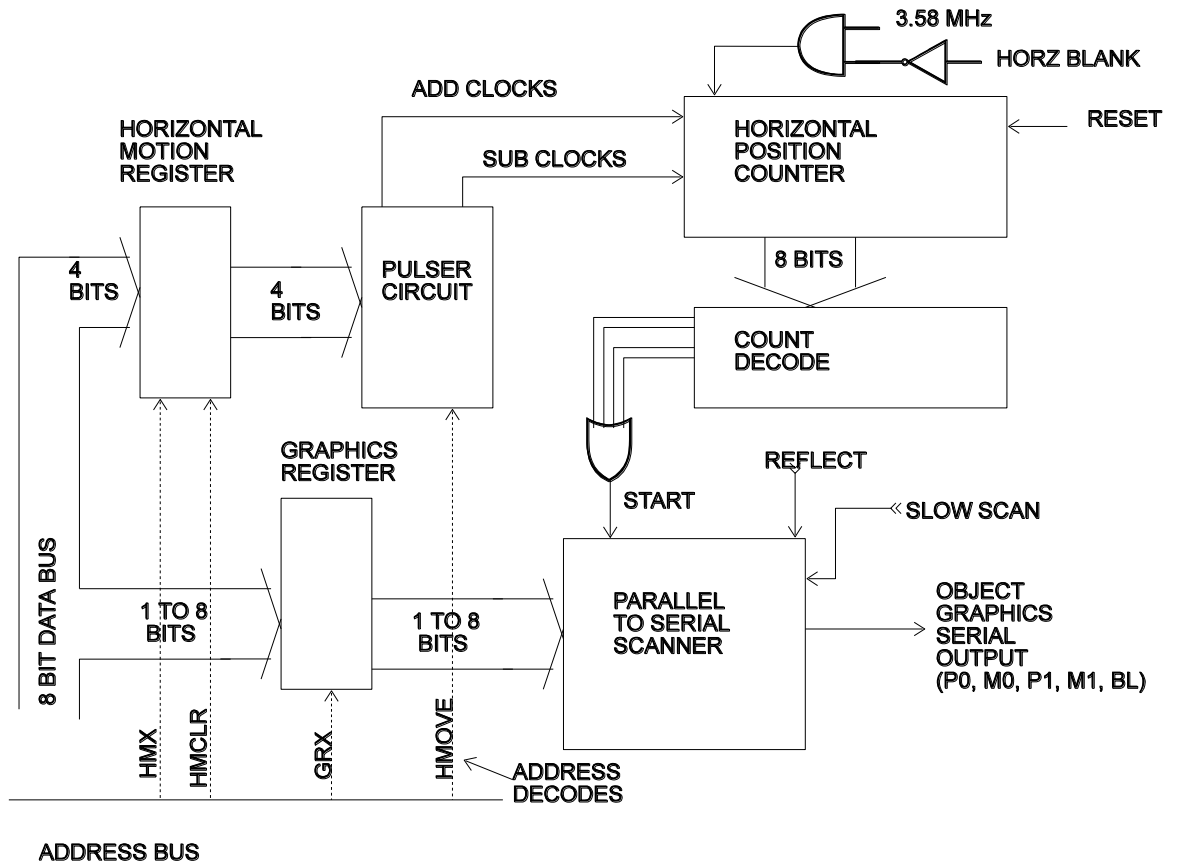 3.58 MHz
HORZ BLANK
ADD CLOCKS
RESET
HORIZONTAL
MOTION
REGISTER
HORIZONTAL
POSITION
COUNTER
SUB CLOCKS
4
BITS
4
BITS
PULSER
CIRCUIT
8 BITS
COUNT
DECODE
GRAPHICS
REGISTER
REFLECT
START
SLOW SCAN
8 BIT DATA BUS
1 TO 8
BITS
1 TO 8
BITS
PARALLEL
TO SERIAL
SCANNER
OBJECT
GRAPHICS
SERIAL
OUTPUT
(P0, M0, P1, M1, BL)
HMX
HMCLR
GRX
HMOVE
ADDRESS
DECODES
ADDRESS BUS